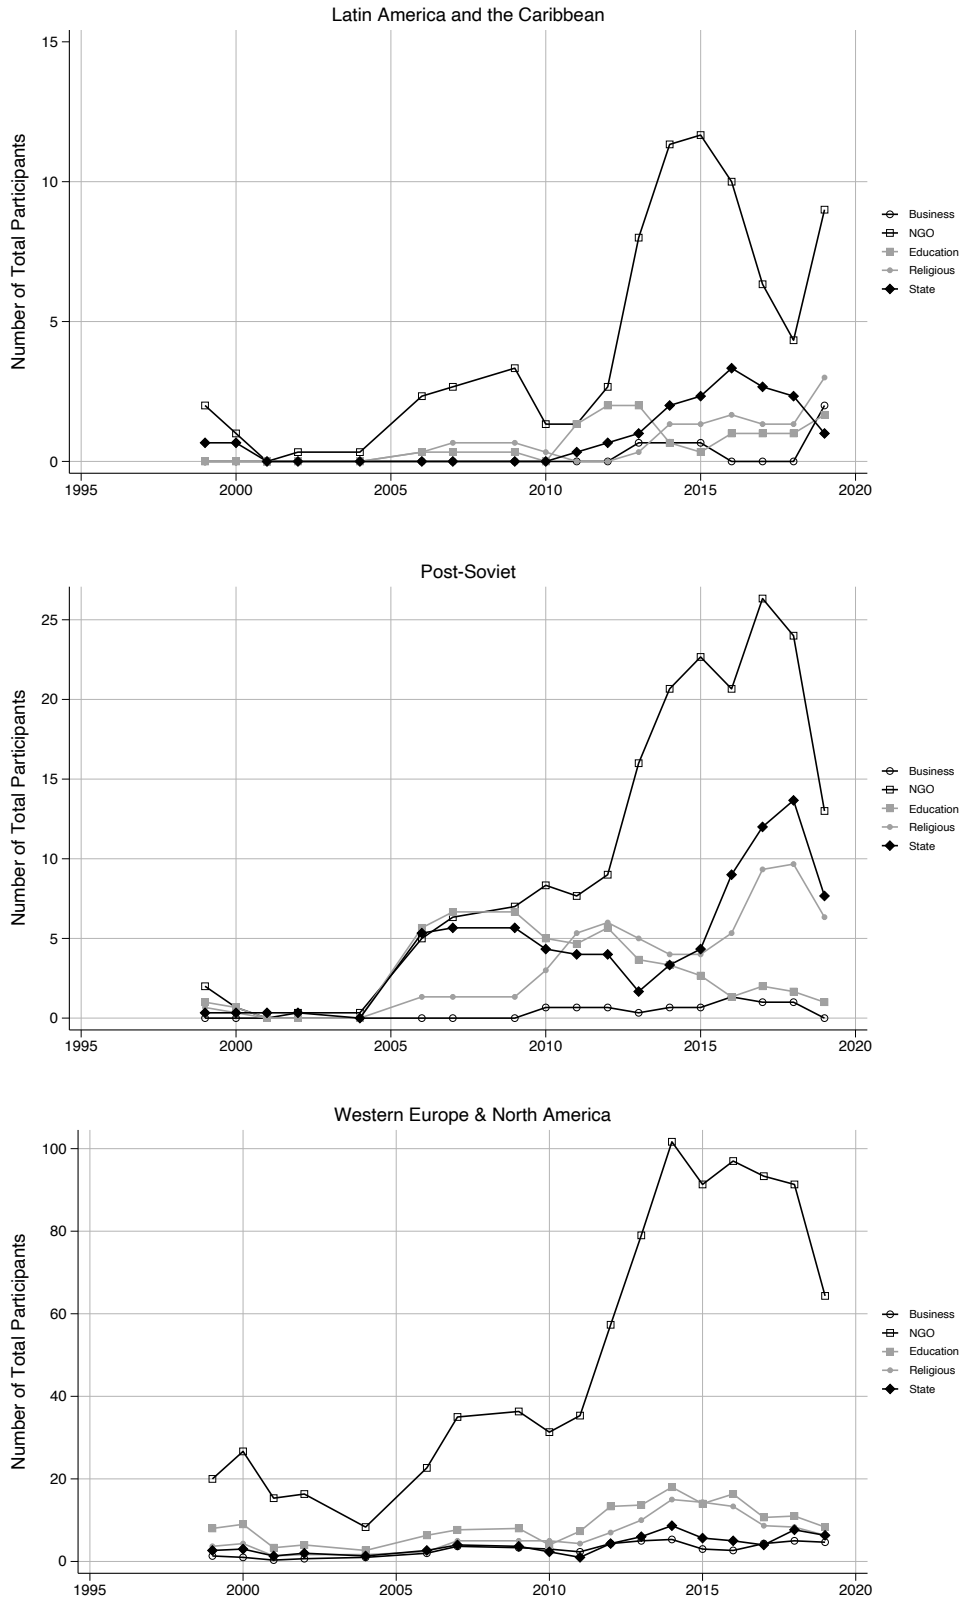 Latin America and the Caribbean
Number of Total Participants
15
10
5
0
1995 2000 2005 2010 2015 2020
Business
NGO
Education
Religious
State
Post-Soviet
Number of Total Participants
25
20
15
10
5
0
1995 2000 2005 2010 2015 2020
Business
NGO
Education
Religious
State
Western Europe & North America
Number of Total Participants
100
80
60
40
20
0
1995 2000 2005 2010 2015 2020
Business
NGO
Education
Religious
State